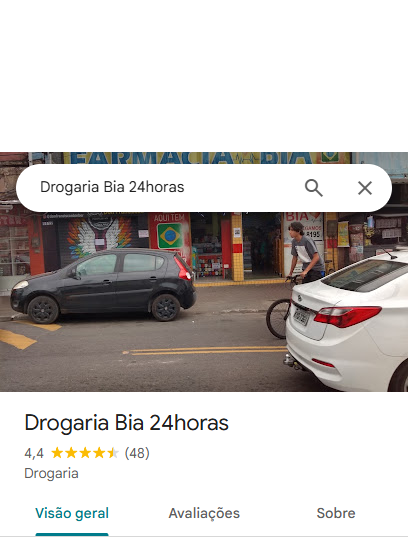 FARMACIA BIA
Drogaria Bia 24horas
AQUI TEM
BIA
Drogaria Bia 24horas
4,4 (48)
Drogaria
Visão geral
Avaliações
Sobre